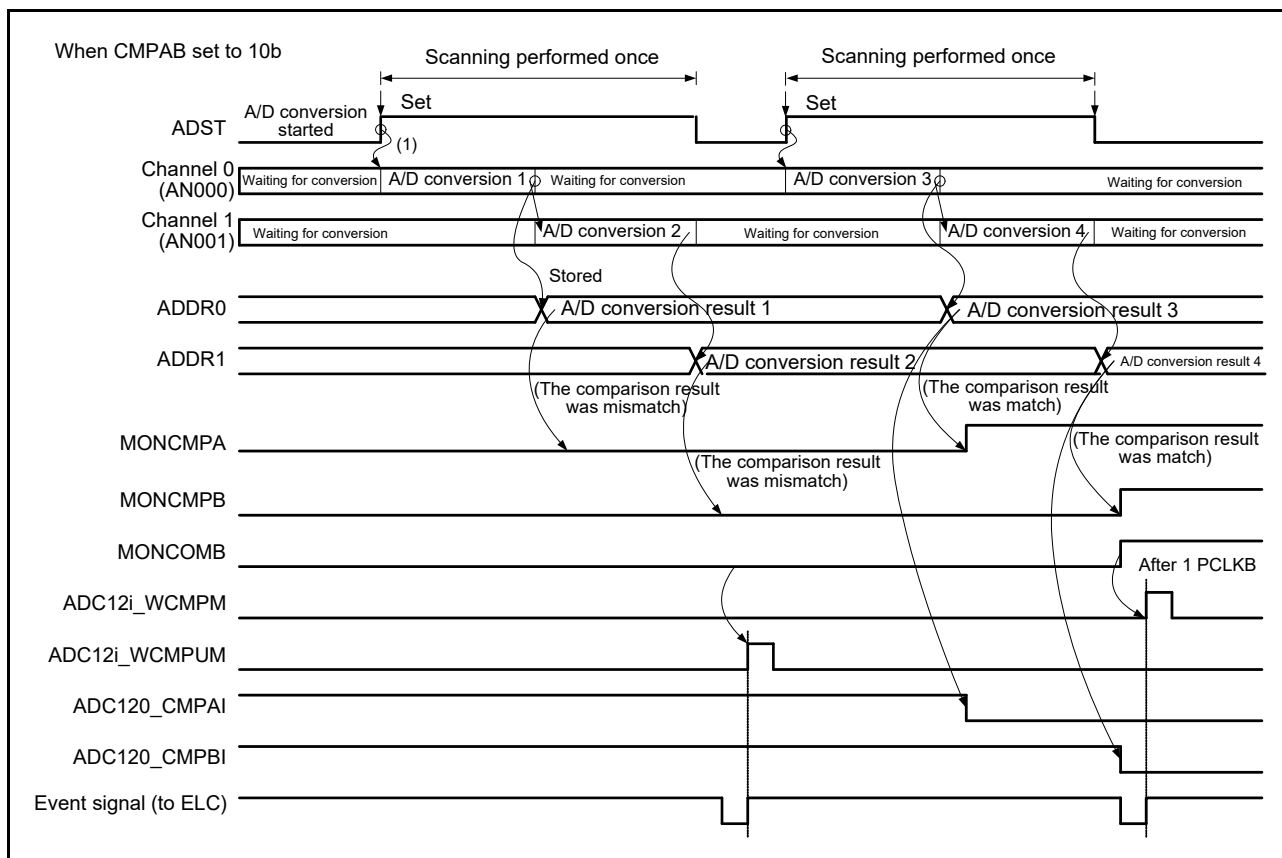 When CMPAB set to 10b
Scanning performed once
Scanning performed once
A/D conversion
started
Set
Set
ADST
(1)
Channel 0
(AN000)
Waiting for conversion
A/D conversion 1
Waiting for conversion
A/D conversion 3
Waiting for conversion
Channel 1
(AN001)
Waiting for conversion
A/D conversion 2
Waiting for conversion
A/D conversion 4
Waiting for conversion
Stored
ADDR0
A/D conversion result 1
A/D conversion result 3
ADDR1
A/D conversion result 2
A/D conversion result 4
(The comparison result
was mismatch)
(The comparison result
was match)
MONCMPA
(The comparison result
was mismatch)
(The comparison result
was match)
MONCMPB
MONCOMB
After 1 PCLKB
ADC12i_WCMPM
ADC12i_WCMPUM
ADC120_CMPAI
ADC120_CMPBI
Event signal (to ELC)